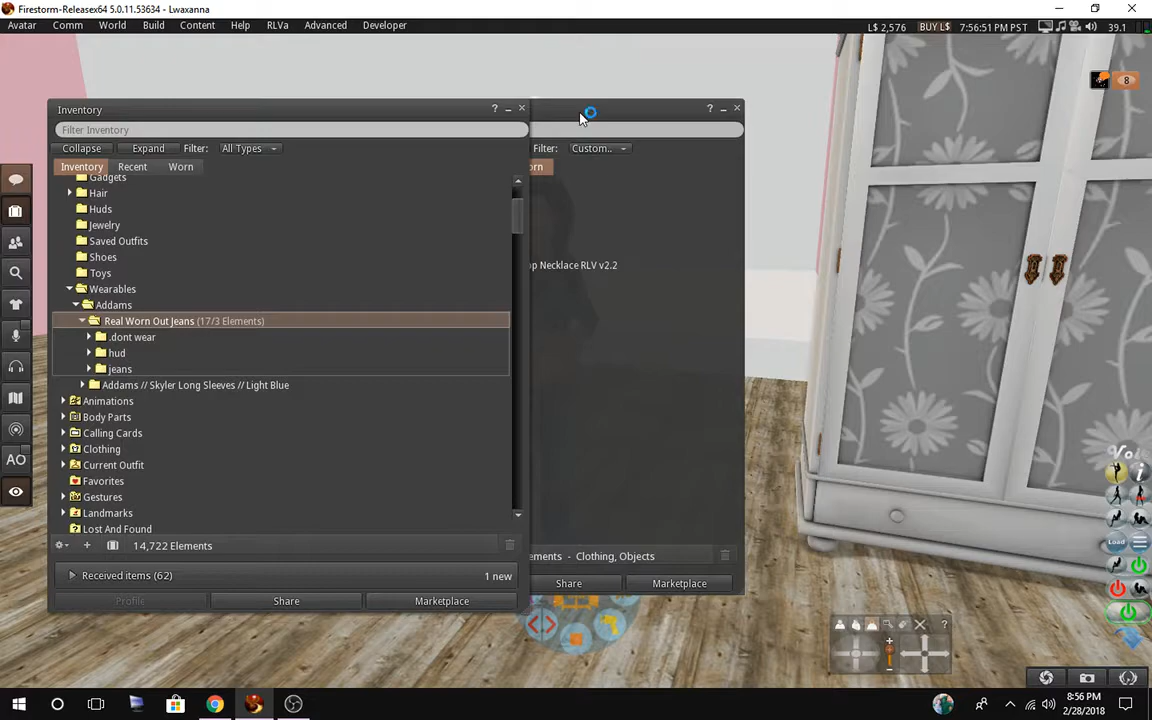 Firestorm-Releasex64 5.0.11.53634 - Lwaxanna
Avatar Comm World Build Content Help RLVa Advanced Developer
L$ 2,576 BUY L$ 7:56:51 PM PST 39.1
8
Inventory ?
?
Filter Inventory
Collapse Expand Filter: All Types
Filter: Custom..
Inventory Recent Worn
orn
Gadgets
Hair
Huds
Jewelry
Saved Outfits
Shoes
op Necklace RLV v2.2
Toys
Wearables
Addams
Real Worn Out Jeans (17/3 Elements)
.dont wear
hud
jeans
Addams // Skyler Long Sleeves // Light Blue
Animations
Body Parts
Calling Cards
Clothing
Current Outfit
Favorites
Gestures
Landmarks
Lost And Found
AO
14,722 Elements
ements - Clothing, Objects
Received items (62) 1 new
Share Marketplace
Profile Share Marketplace
Load
?
8:56 PM
2/28/2018